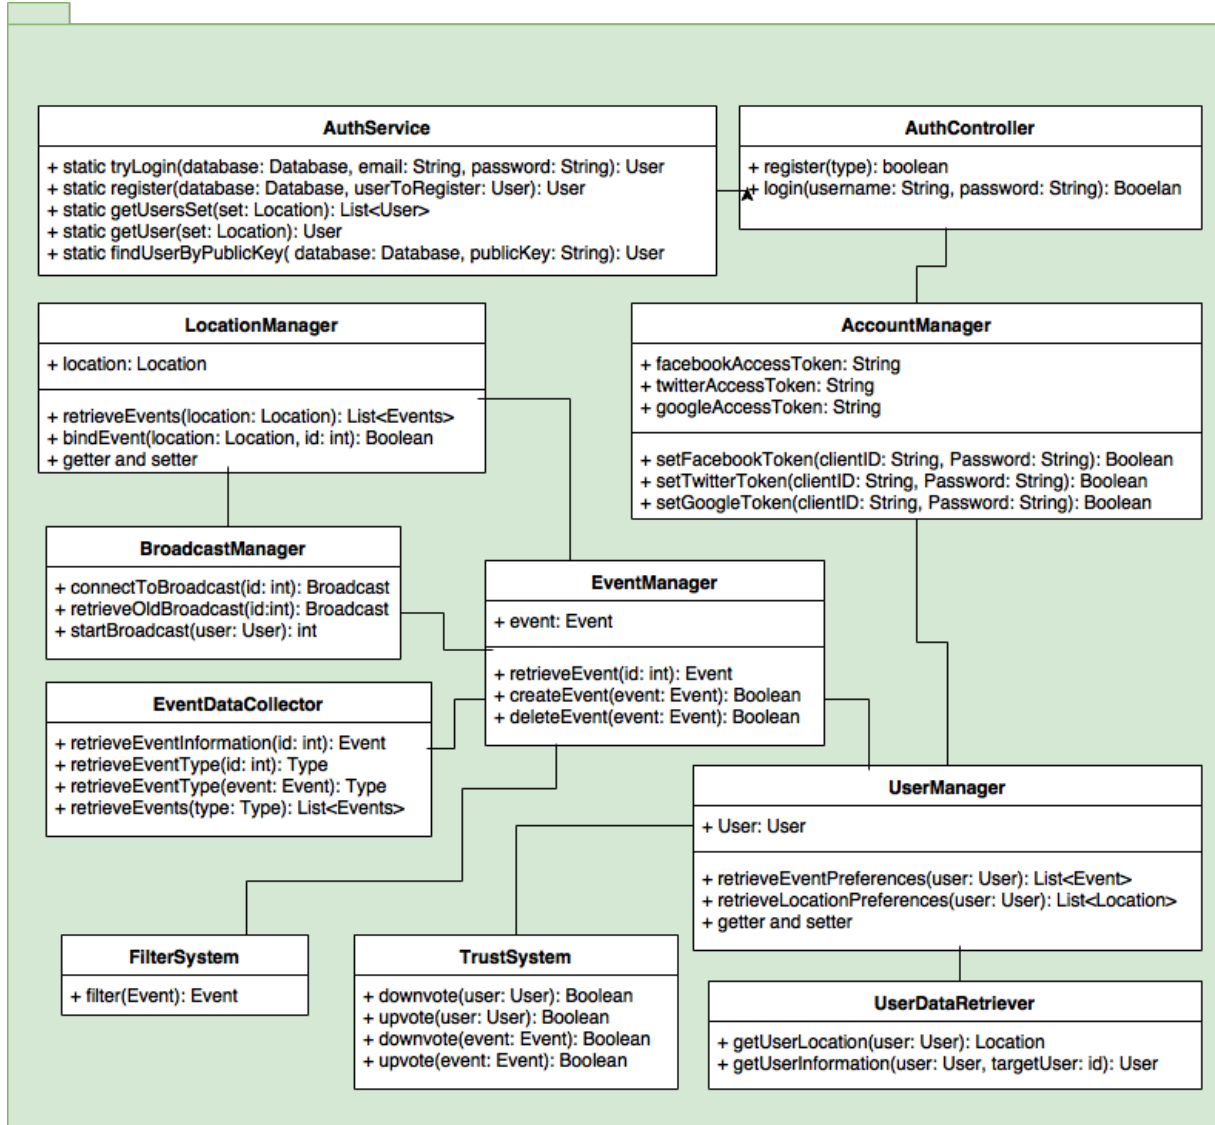 AuthService
+ static tryLogin(database: Database, email: String, password: String): User
+ static register(database: Database, userToRegister: User): User
+ static getUsersSet(set: Location): List<User>
+ static getUser(set: Location): User
+ static findUserByPublicKey( database: Database, publicKey: String): User
AuthController
+ register(type): boolean
+ login(username: String, password: String): Booelan
LocationManager
+ location: Location
+ retrieveEvents(location: Location): List<Events>
+ bindEvent(location: Location, id: int): Boolean
+ getter and setter
AccountManager
+ facebookAccessToken: String
+ twitterAccessToken: String
+ googleAccessToken: String
+ setFacebookToken(clientID: String, Password: String): Boolean
+ setTwitterToken(clientID: String, Password: String): Boolean
+ setGoogleToken(clientID: String, Password: String): Boolean
BroadcastManager
+ connectToBroadcast(id: int): Broadcast
+ retrieveOldBroadcast(id:int): Broadcast
+ startBroadcast(user: User): int
EventManager
+ event: Event
+ retrieveEvent(id: int): Event
+ createEvent(event: Event): Boolean
+ deleteEvent(event: Event): Boolean
EventDataCollector
+ retrieveEventInformation(id: int): Event
+ retrieveEventType(id: int): Type
+ retrieveEventType(event: Event): Type
+ retrieveEvents(type: Type): List<Events>
UserManager
+ User: User
+ retrieveEventPreferences(user: User): List<Event>
+ retrieveLocationPreferences(user: User): List<Location>
+ getter and setter
FilterSystem
+ filter(Event): Event
TrustSystem
+ downvote(user: User): Boolean
+ upvote(user: User): Boolean
+ downvote(event: Event): Boolean
+ upvote(event: Event): Boolean
UserDataRetriever
+ getUserLocation(user: User): Location
+ getUserInformation(user: User, targetUser: id): User